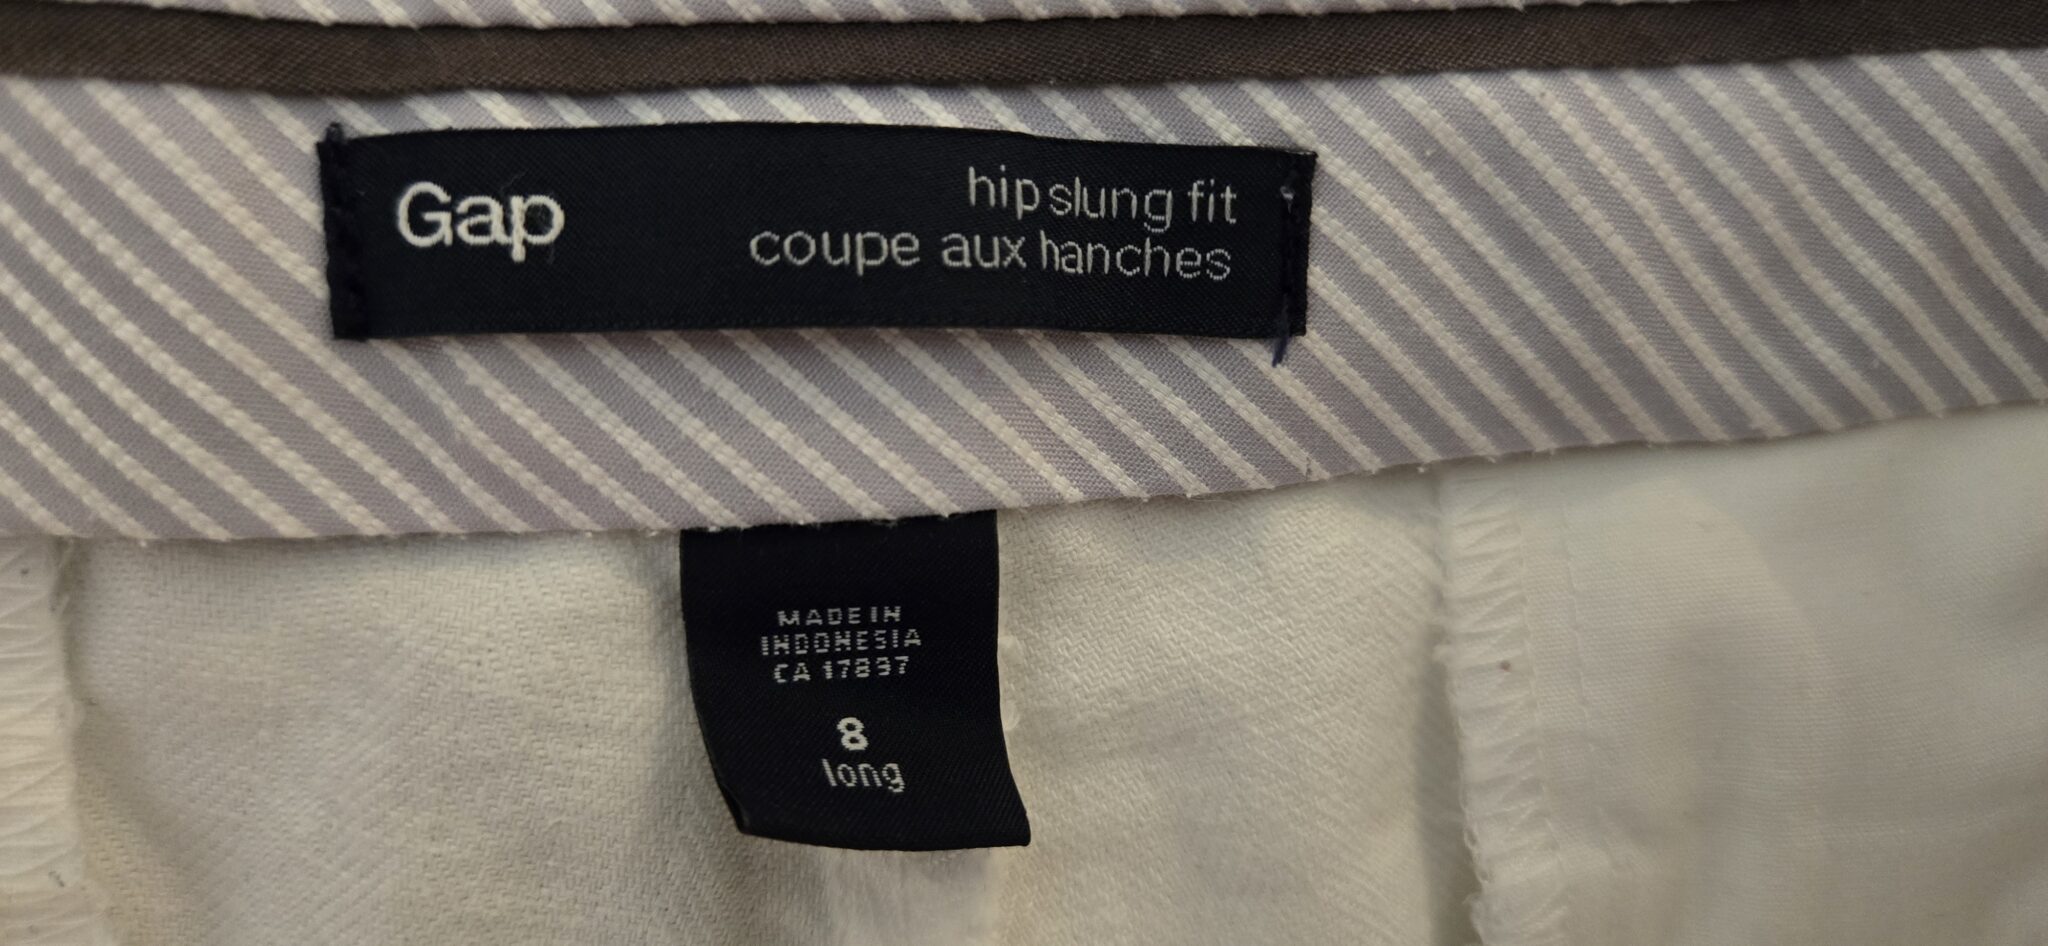 Gap
hip slung fit
coupe aux hanches
MADE IN
INDONESIA
CA 17897
8
long